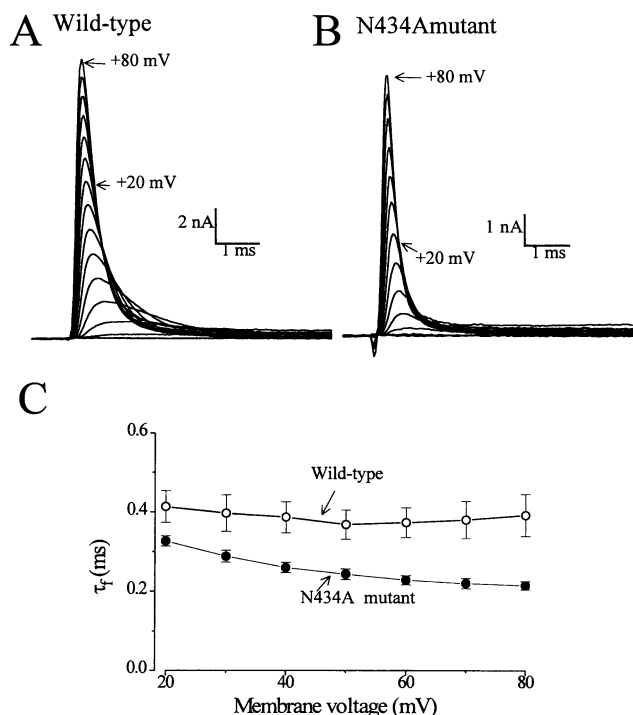 A Wild-type
+80 mV
+20 mV
2 nA
1 ms
B N434Amutant
+80 mV
+20 mV
1 nA
1 ms
C
0.6
0.4
0.2
0.0
τf (ms)
Wild-type
N434A mutant
20 40 60 80
Membrane voltage (mV)